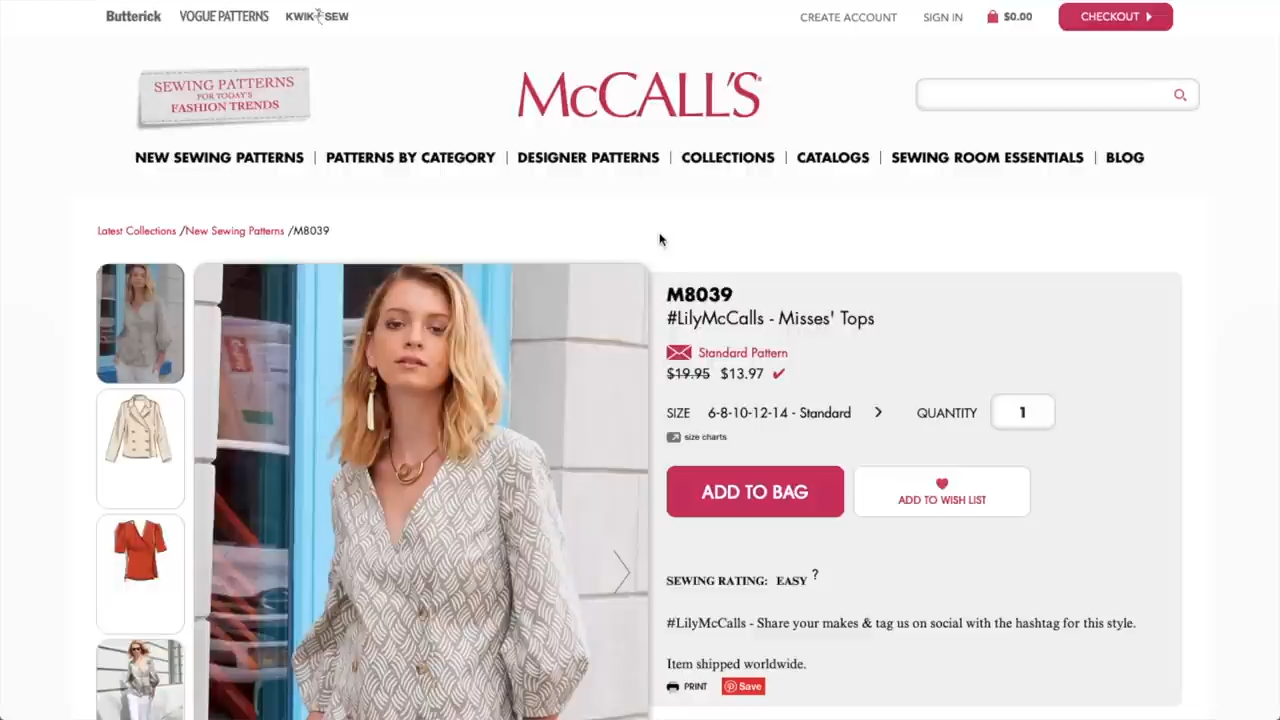 Butterick VOGUE PATTERNS KWIK SEW CREATE ACCOUNT SIGN IN $0.00 CHECKOUT
SEWING PATTERNS
FOR TODAY'S
FASHION TRENDS
McCALL'S
NEW SEWING PATTERNS | PATTERNS BY CATEGORY | DESIGNER PATTERNS | COLLECTIONS | CATALOGS | SEWING ROOM ESSENTIALS | BLOG
Latest Collections /New Sewing Patterns /M8039
M8039
#LilyMcCalls - Misses' Tops
Standard Pattern
$19.95 $13.97
SIZE 6-8-10-12-14 - Standard QUANTITY 1
size charts
ADD TO BAG
ADD TO WISH LIST
SEWING RATING: EASY ?
#LilyMcCalls - Share your makes & tag us on social with the hashtag for this style.
Item shipped worldwide.
PRINT Save